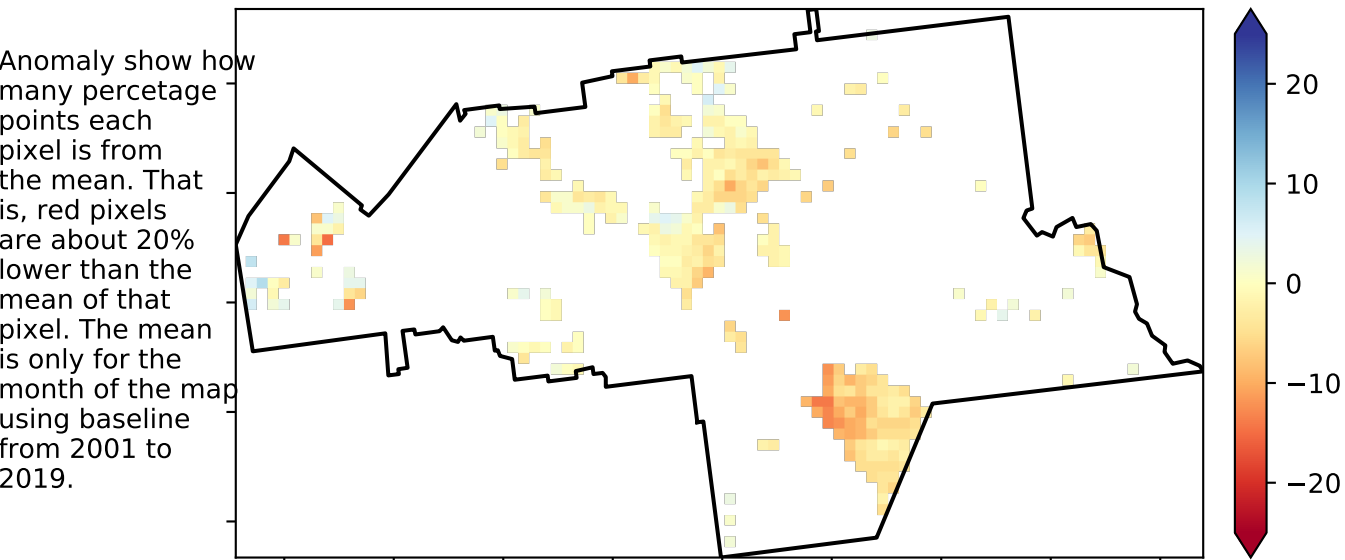 Anomaly show how
many percetage
points each
pixel is from
the mean. That
is, red pixels
are about 20%
lower than the
mean of that
pixel. The mean
is only for the
month of the map
using baseline
from 2001 to
2019.
20
10
0
−10
−20